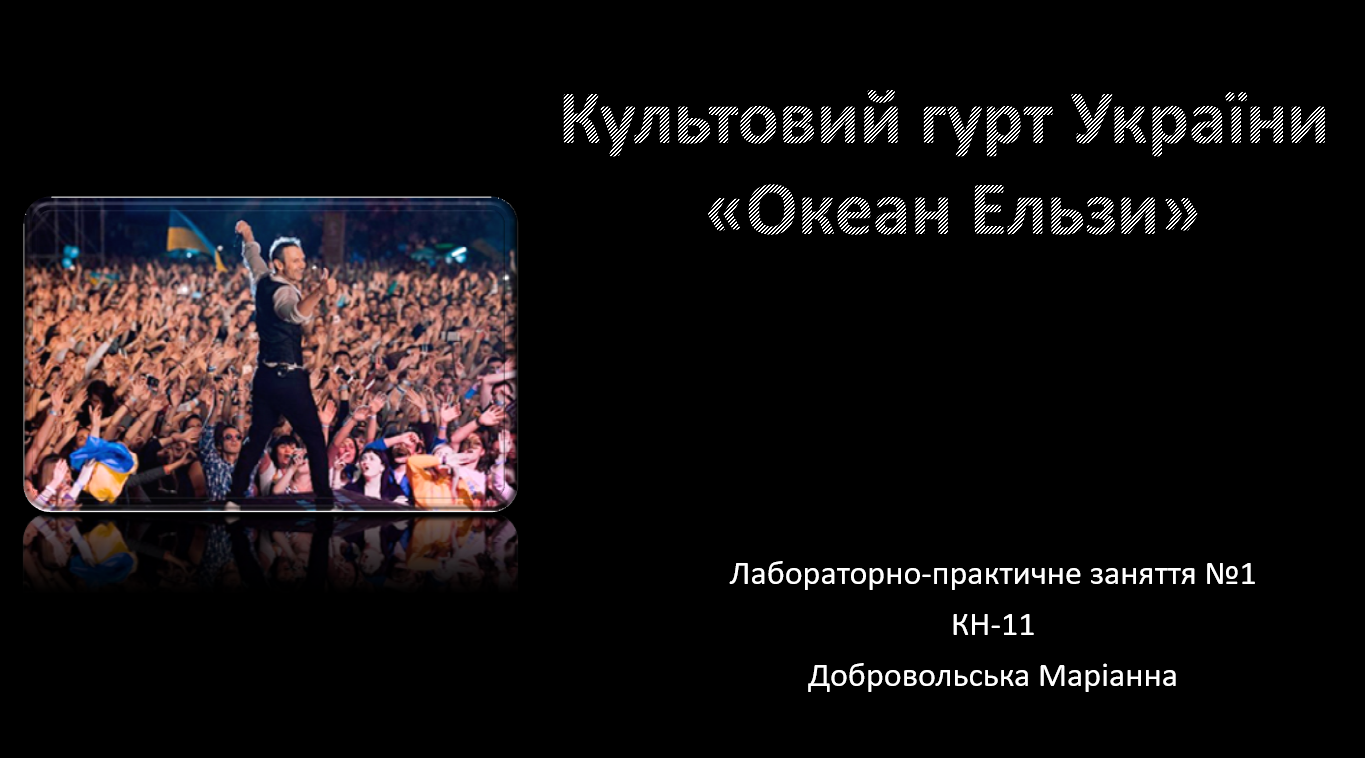 Культовий гурт України
«Океан Ельзи»
Лабораторно-практичне заняття №1
КН-11
Добровольська Маріанна